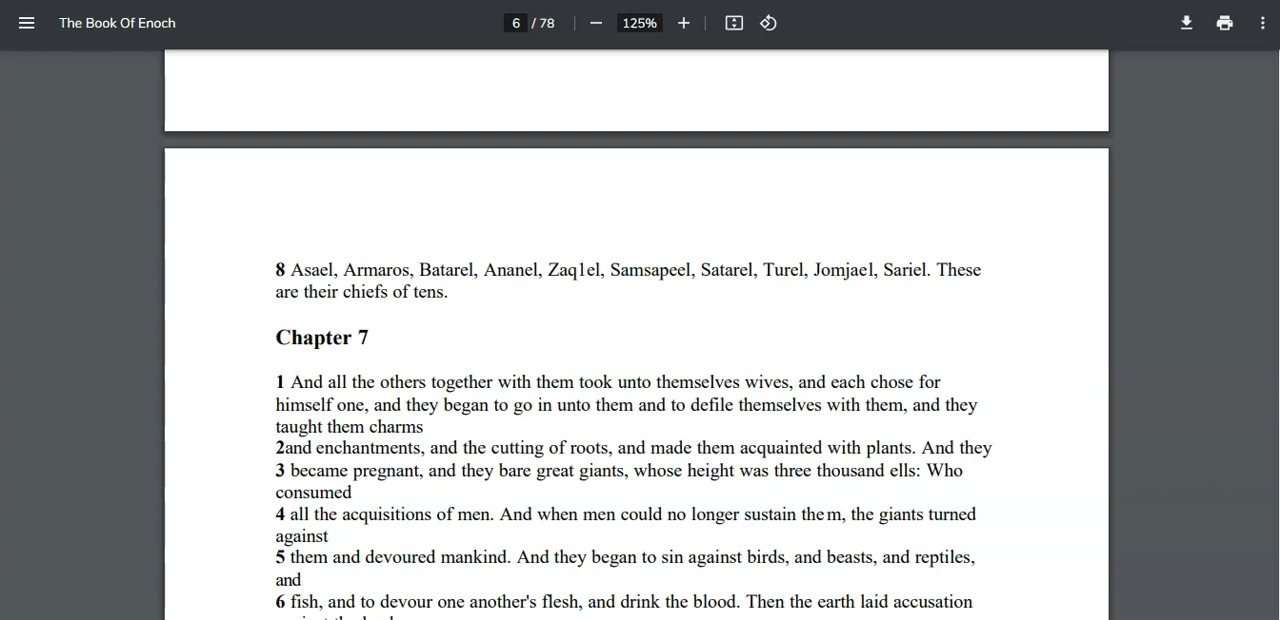 The Book Of Enoch 6 / 78 125%
8 Asael, Armaros, Batarel, Ananel, Zaq1el, Samsapeel, Satarel, Turel, Jomjael, Sariel. These
are their chiefs of tens.
Chapter 7
1 And all the others together with them took unto themselves wives, and each chose for
himself one, and they began to go in unto them and to defile themselves with them, and they
taught them charms
2and enchantments, and the cutting of roots, and made them acquainted with plants. And they
3 became pregnant, and they bare great giants, whose height was three thousand ells: Who
consumed
4 all the acquisitions of men. And when men could no longer sustain them, the giants turned
against
5 them and devoured mankind. And they began to sin against birds, and beasts, and reptiles,
and
6 fish, and to devour one another's flesh, and drink the blood. Then the earth laid accusation